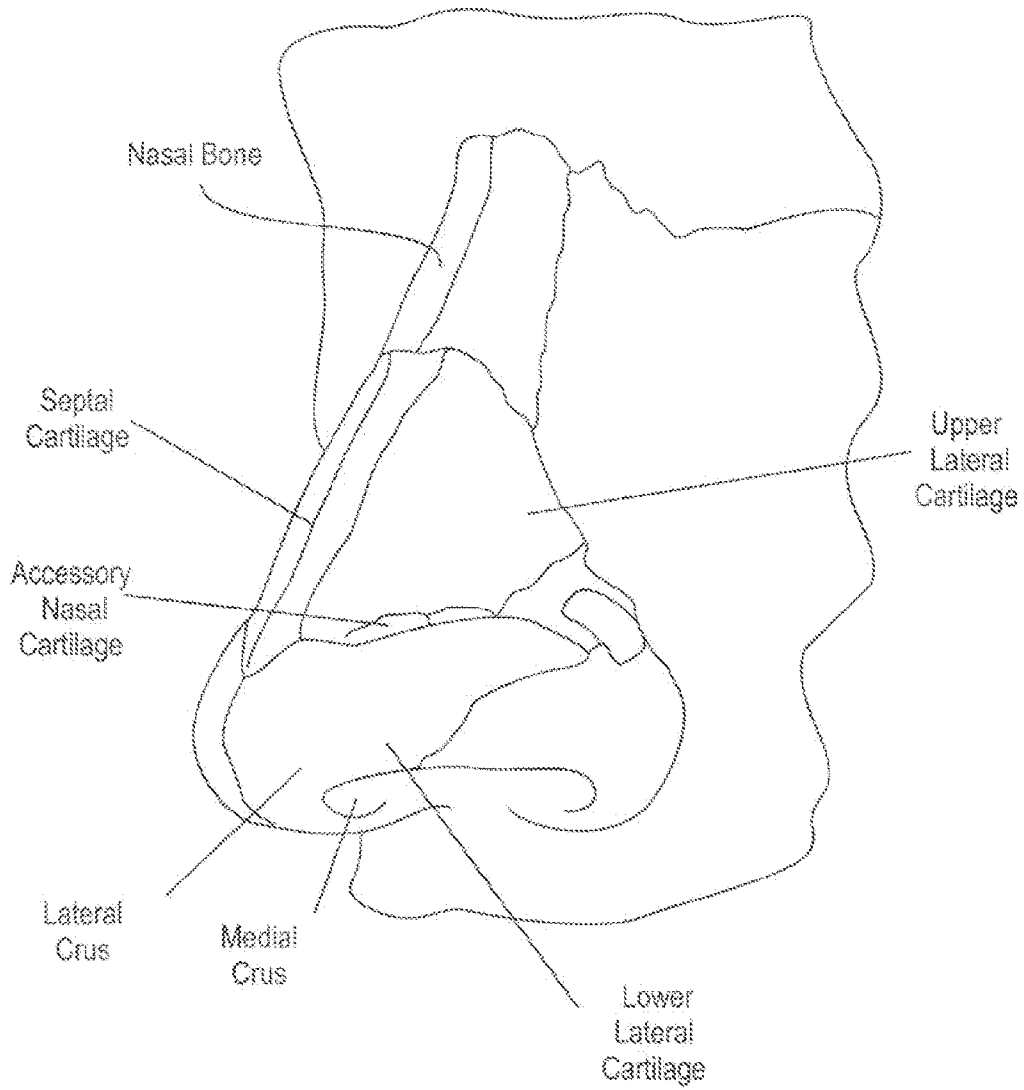 Nasal Bone
Septal
Cartilage
Upper
Lateral
Cartilage
Accessory
Nasal
Cartilage
Lateral
Crus
Medial
Crus
Lower
Lateral
Cartilage